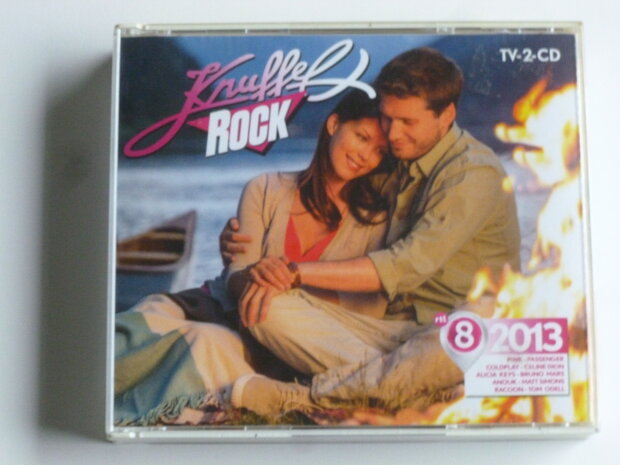 Knuffel
ROCK
TV-2-CD
rtl 8 2013
PINK - PASSENGER
COLDPLAY - CELINE DION
ALICIA KEYS - BRUNO MARS
ANOUK - MATT SIMONS
RACOON - TOM ODELL